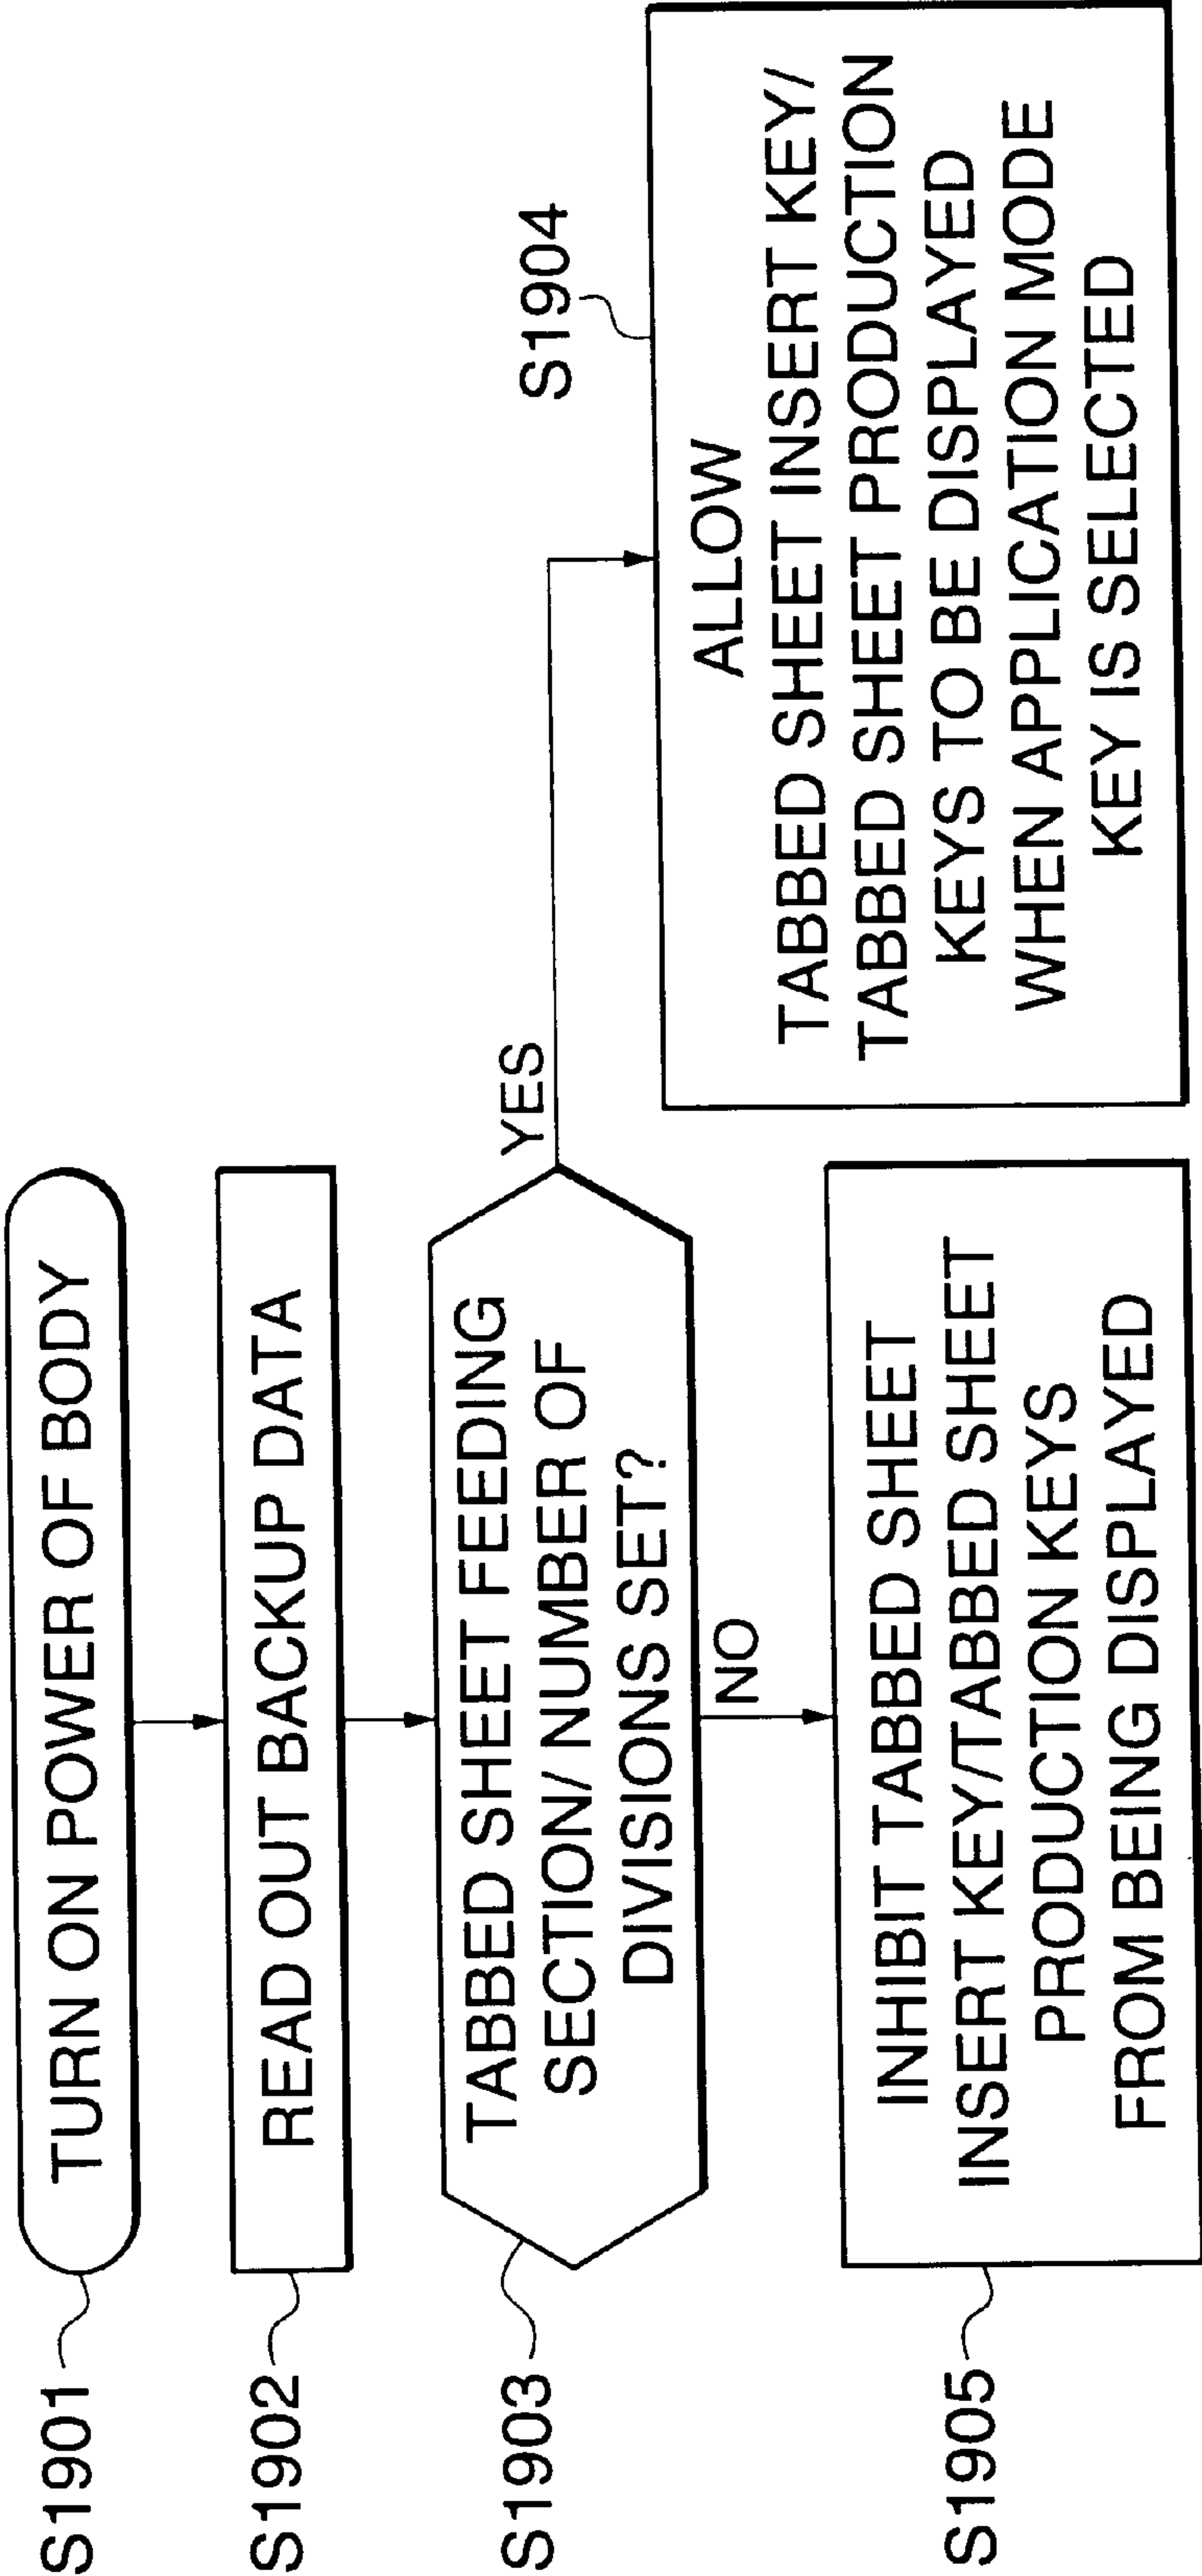 S1901
TURN ON POWER OF BODY
S1902
READ OUT BACKUP DATA
S1903
TABBED SHEET FEEDING
SECTION/ NUMBER OF
DIVISIONS SET?
YES
NO
S1904
ALLOW
TABBED SHEET INSERT KEY/
TABBED SHEET PRODUCTION
KEYS TO BE DISPLAYED
WHEN APPLICATION MODE
KEY IS SELECTED
S1905
INHIBIT TABBED SHEET
INSERT KEY/TABBED SHEET
PRODUCTION KEYS
FROM BEING DISPLAYED